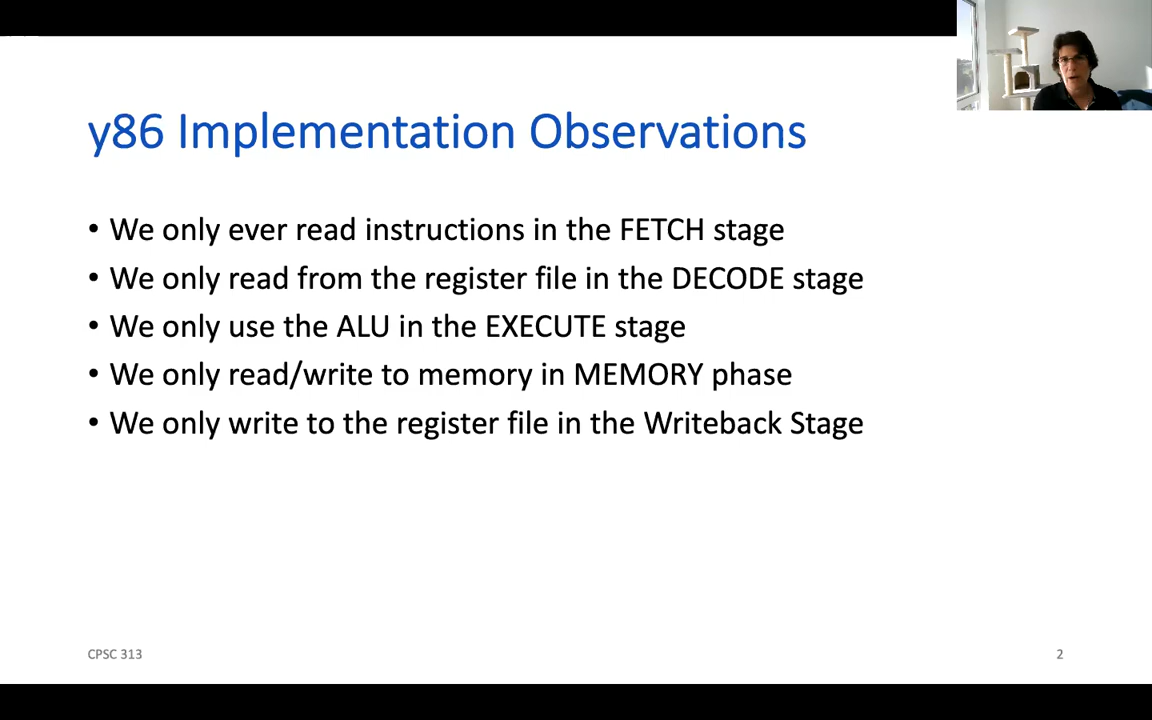 y86 Implementation Observations
• We only ever read instructions in the FETCH stage
• We only read from the register file in the DECODE stage
• We only use the ALU in the EXECUTE stage
• We only read/write to memory in MEMORY phase
• We only write to the register file in the Writeback Stage
CPSC 313
2